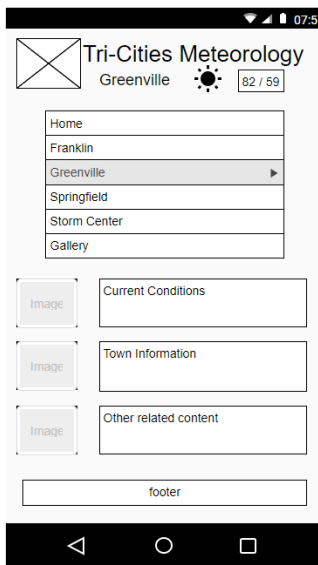 07:5
Tri-Cities Meteorology
Greenville
82 / 59
Home
Franklin
Greenville
Springfield
Storm Center
Gallery
Image
Current Conditions
Image
Town Information
Image
Other related content
footer